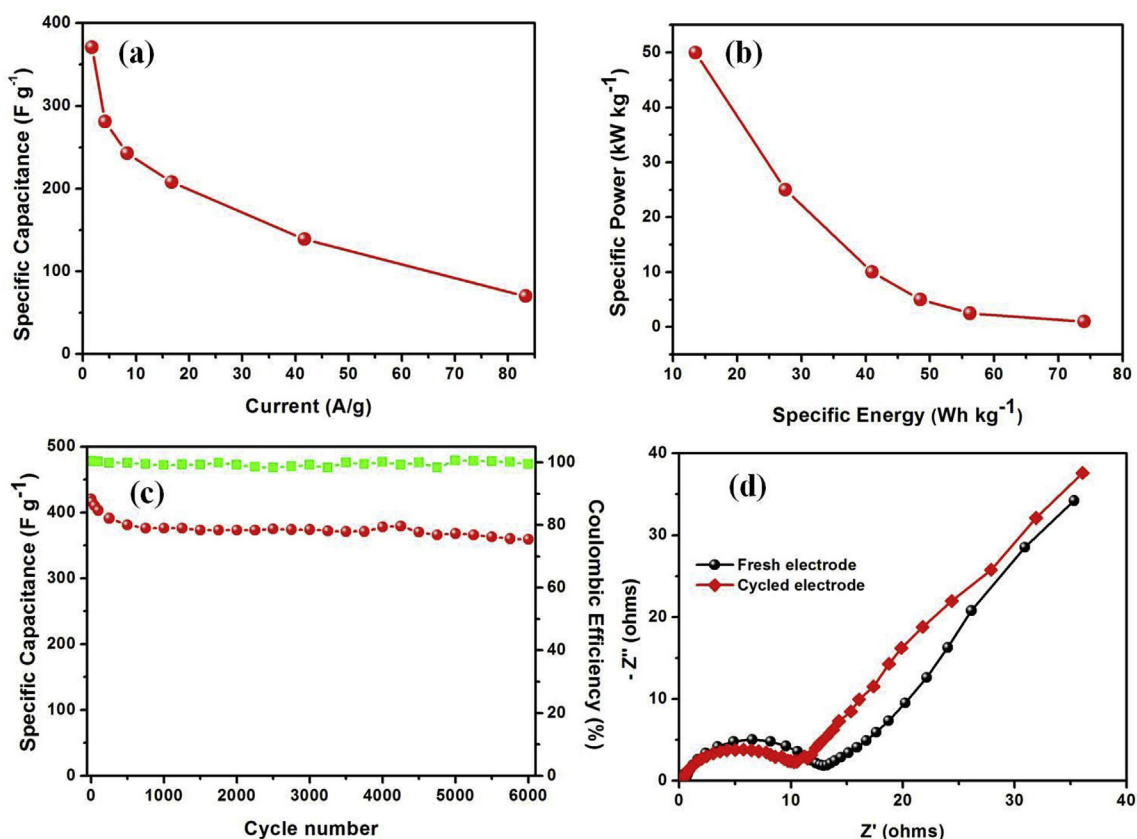 (a)
400
300
200
100
0
Specific Capacitance (F g-1)
0 10 20 30 40 50 60 70 80
Current (A/g)
(b)
50
40
30
20
10
0
Specific Power (kW kg-1)
10 20 30 40 50 60 70 80
Specific Energy (Wh kg-1)
(c)
500
400
300
200
100
0
Specific Capacitance (F g-1)
100
80
60
40
20
0
Coulombic Efficiency (%)
0 1000 2000 3000 4000 5000 6000
Cycle number
(d)
40
30
20
10
0
- Z'' (ohms)
Fresh electrode
Cycled electrode
0 10 20 30 40
Z' (ohms)